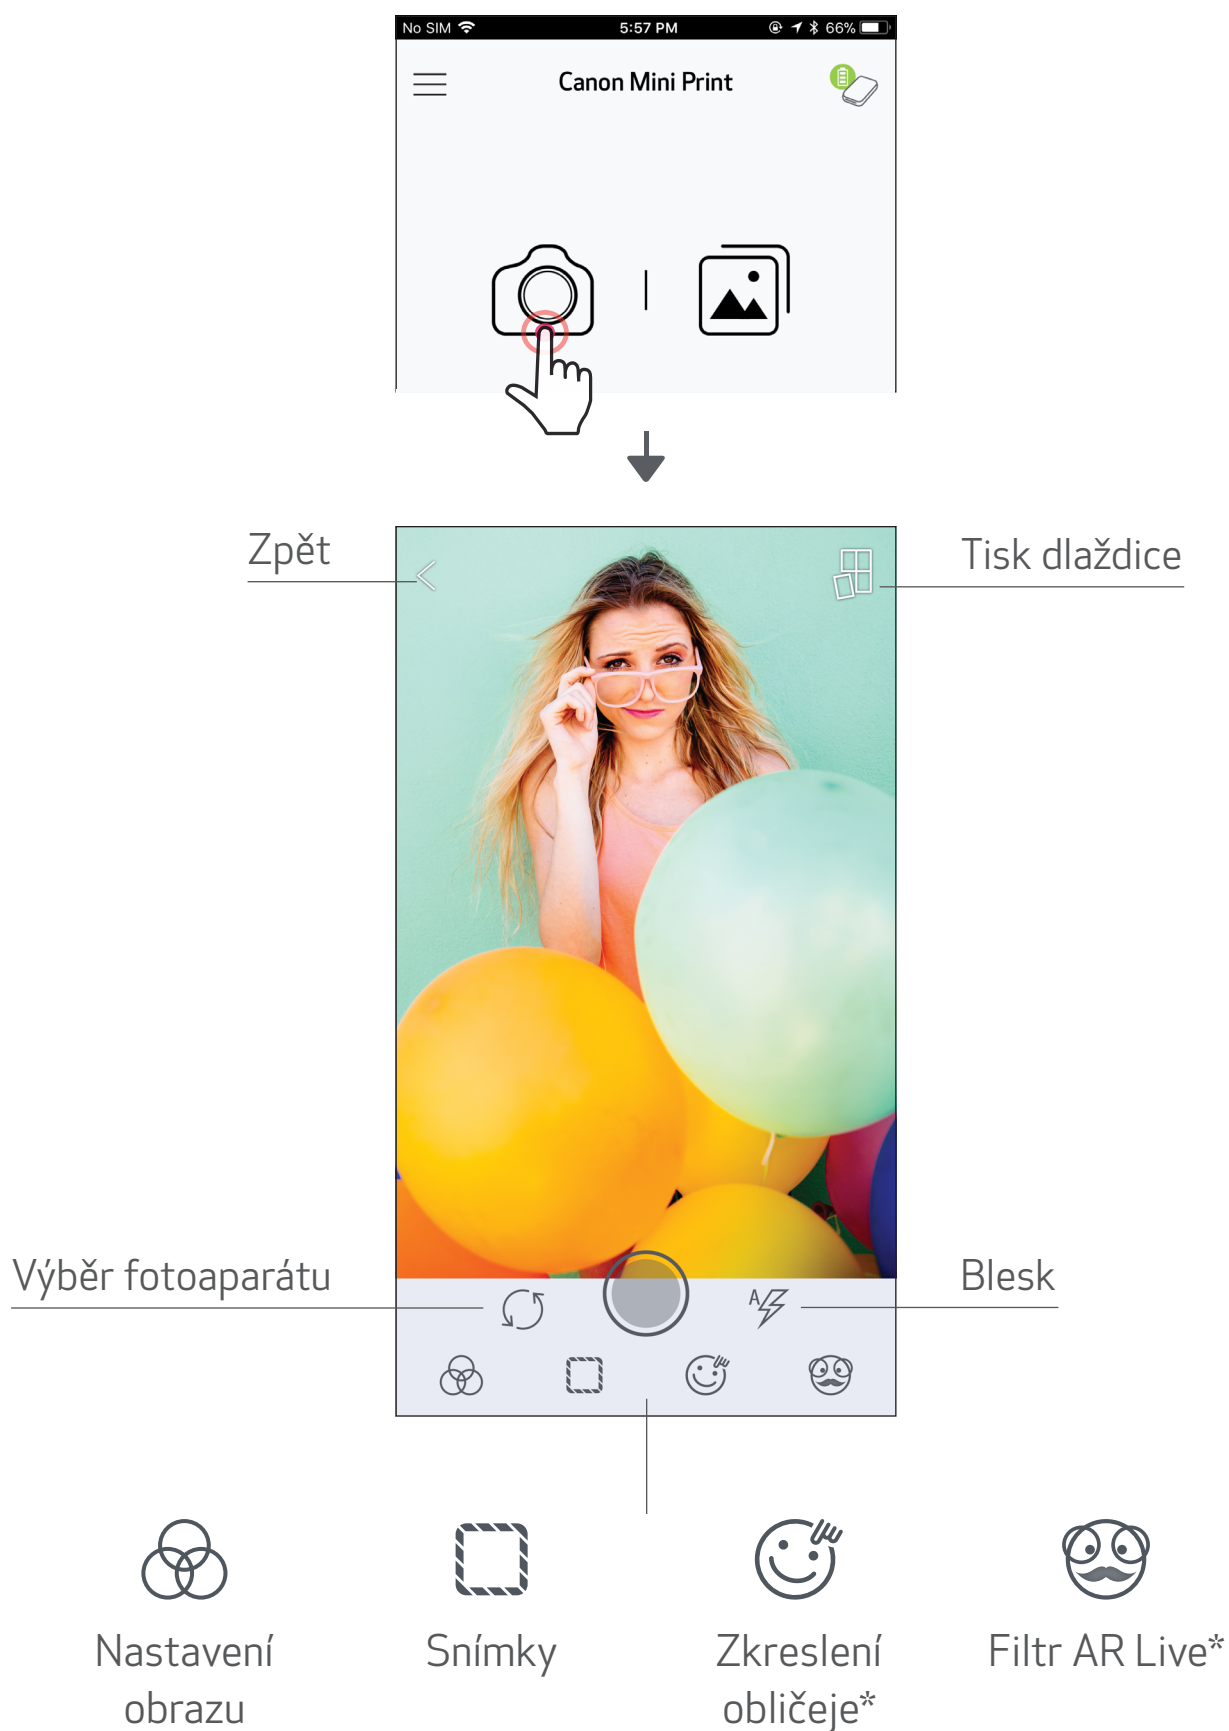 No SIM 5:57 PM 66%
Canon Mini Print
Zpět
Tisk dlaždice
Výběr fotoaparátu
Blesk
A
Nastavení
obrazu
Snímky
Zkreslení
obličeje*
Filtr AR Live*